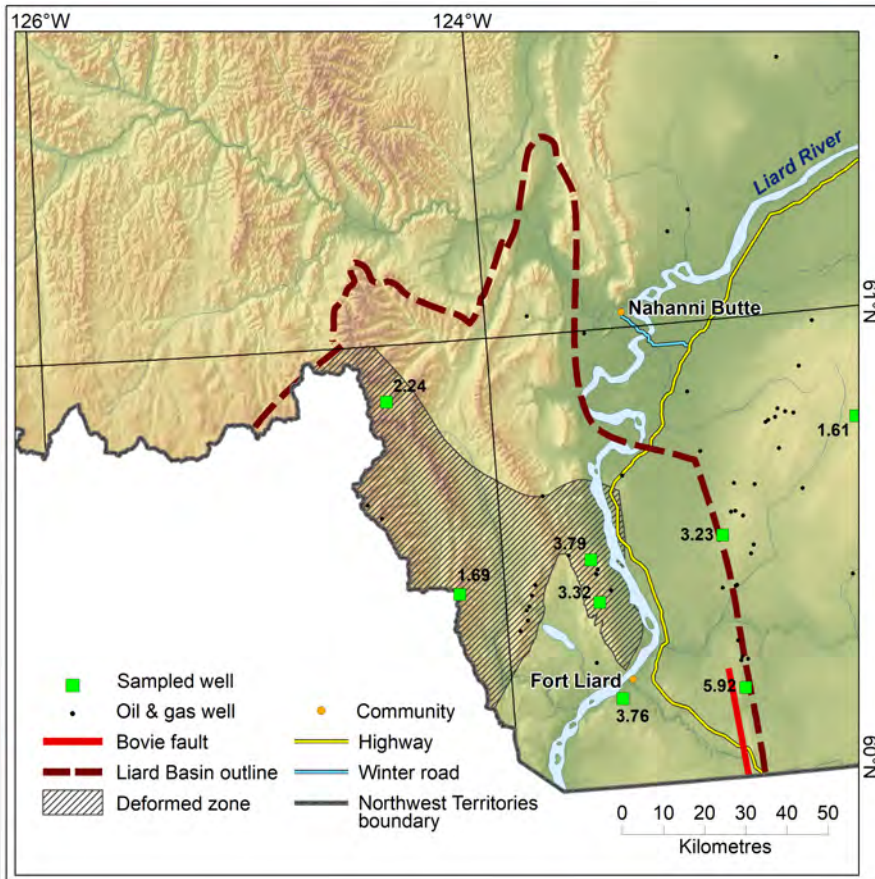 126°W
124°W
Liard River
61°N
Nahanni Butte
2.24
1.61
3.23
3.79
1.69
3.32
Fort Liard
5.92
3.76
60°N
Sampled well
Oil & gas well
Bovie fault
Liard Basin outline
Deformed zone
Community
Highway
Winter road
Northwest Territories
boundary
0 10 20 30 40 50
Kilometres